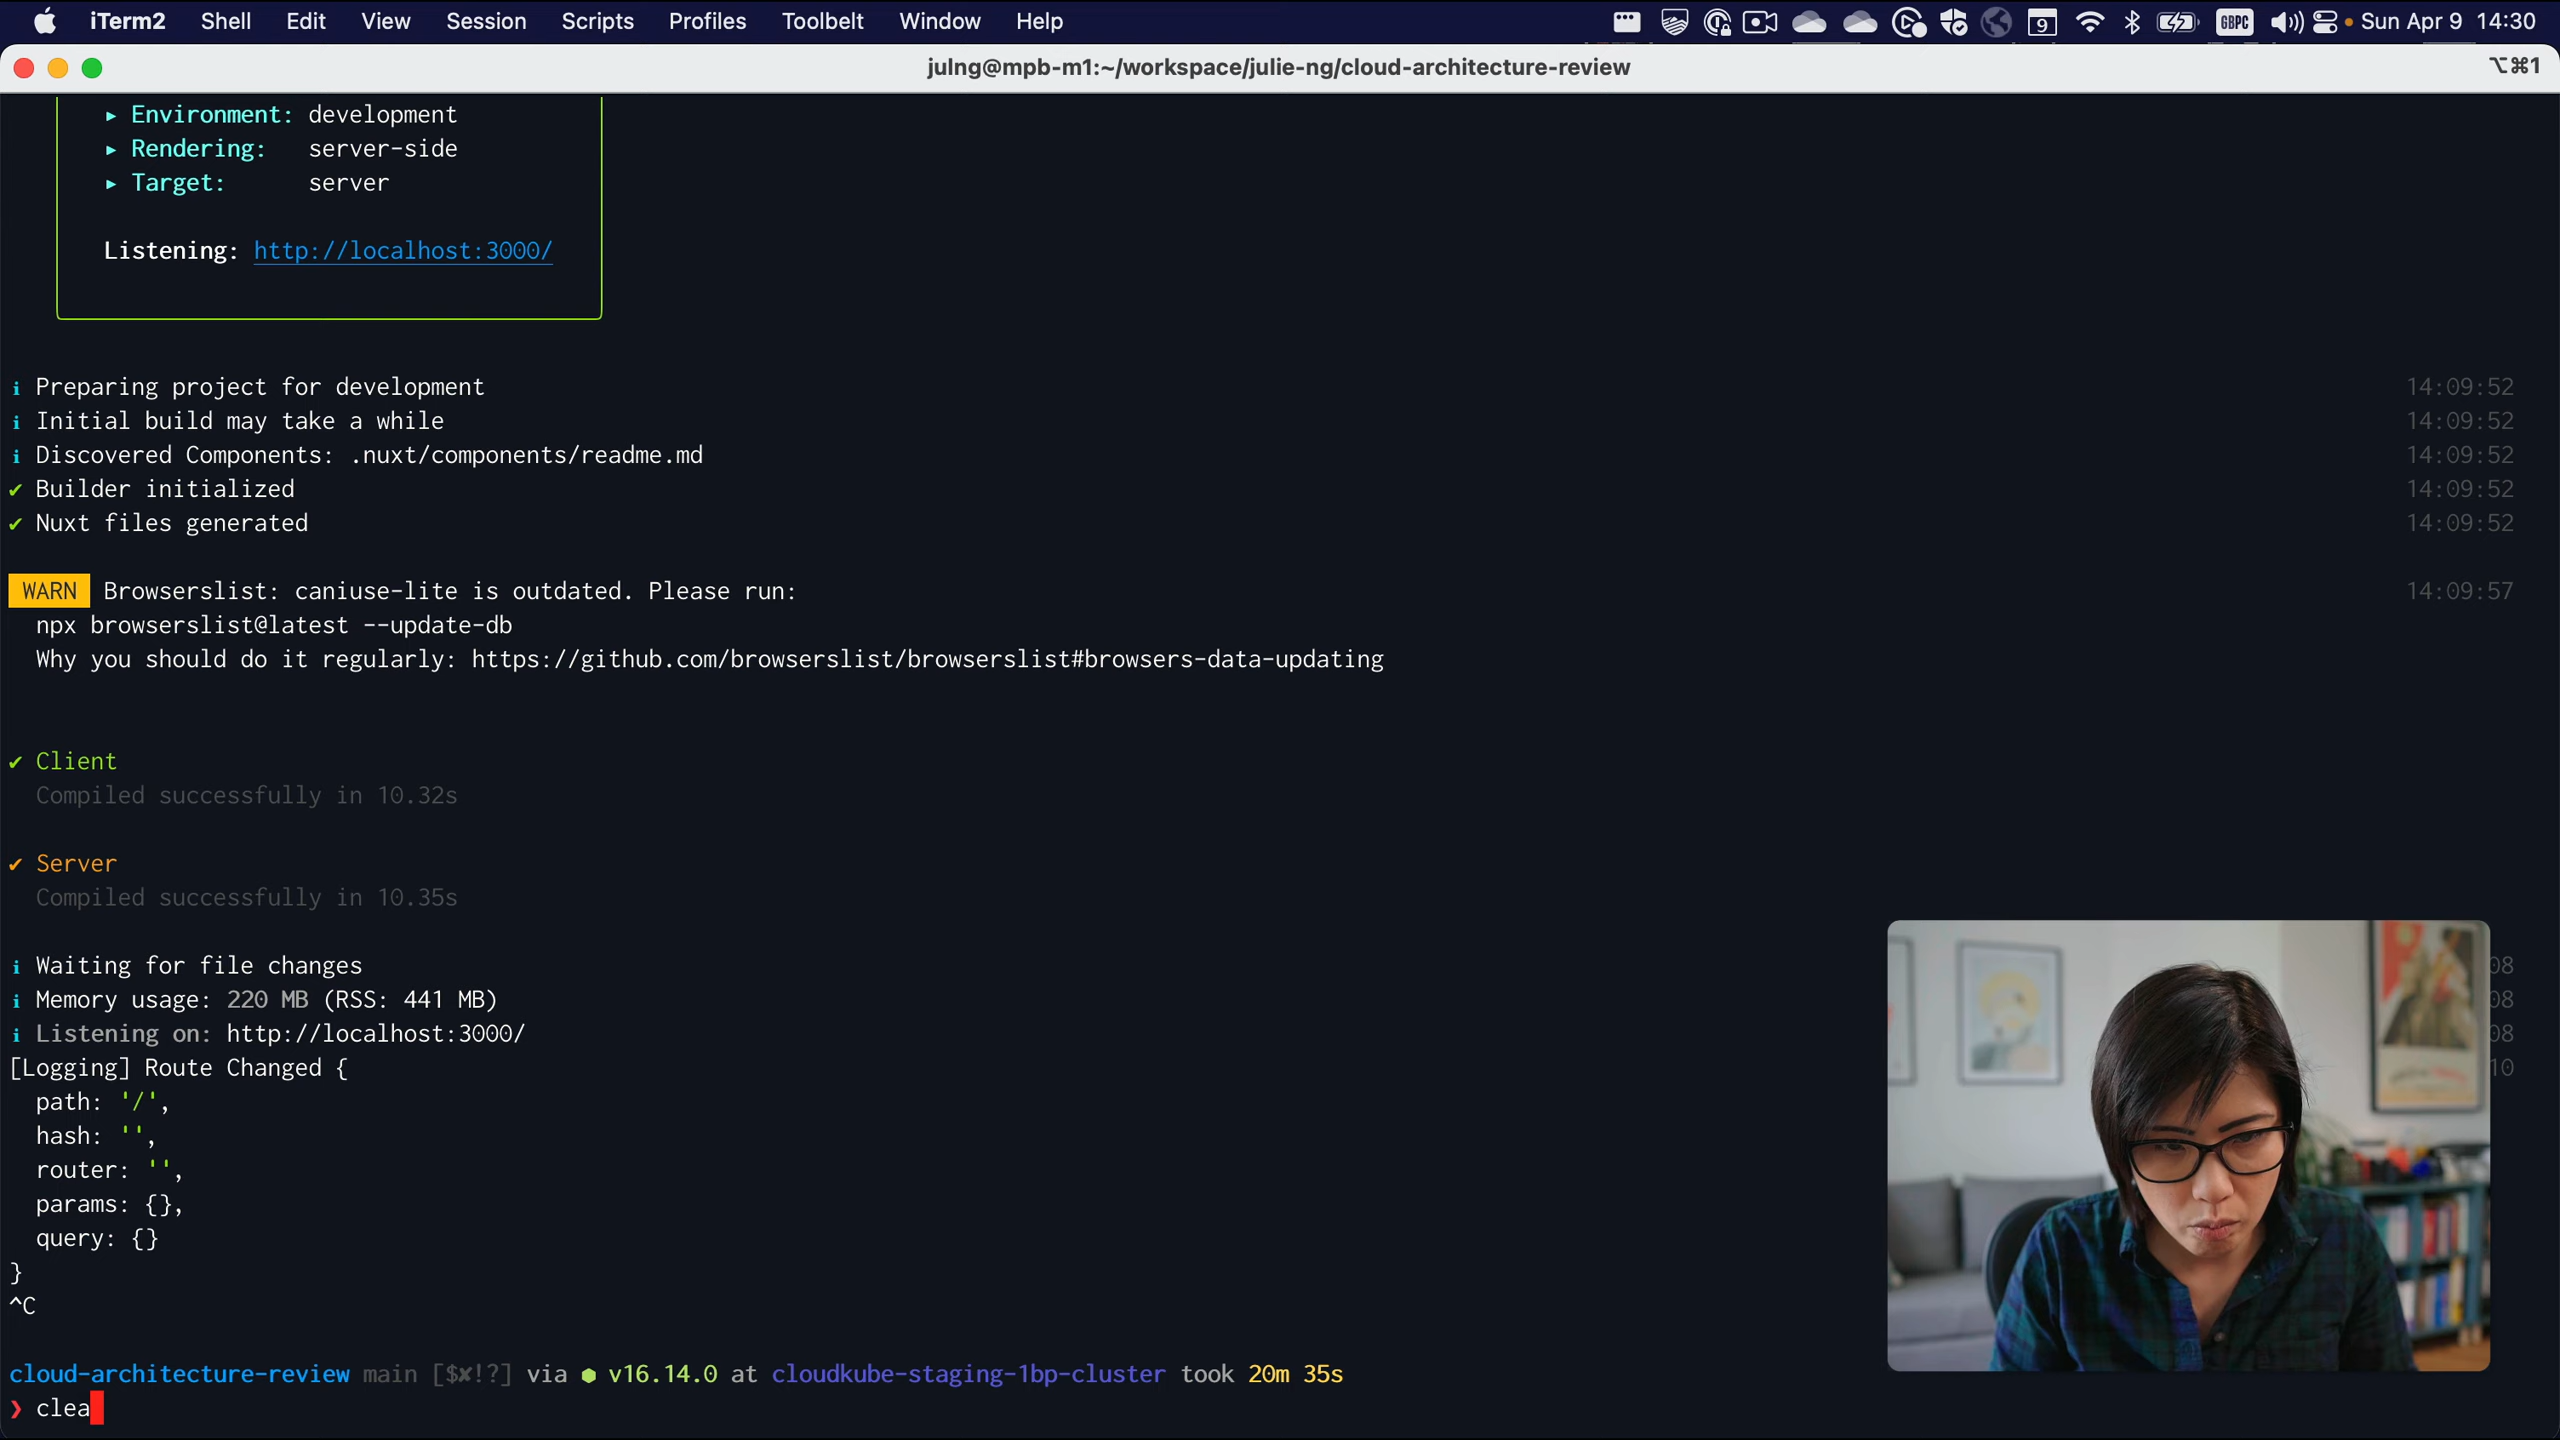 iTerm2 Shell Edit View Session Scripts Profiles Toolbelt Window Help 9 GBPC Sun Apr 9 14:30
julng@mpb-m1:~/workspace/julie-ng/cloud-architecture-review ⌥⌘1
▸ Environment: development
▸ Rendering: server-side
▸ Target: server
Listening: http://localhost:3000/
i Preparing project for development 14:09:52
i Initial build may take a while 14:09:52
i Discovered Components: .nuxt/components/readme.md 14:09:52
✔ Builder initialized 14:09:52
✔ Nuxt files generated 14:09:52
WARN Browserslist: caniuse-lite is outdated. Please run: 14:09:57
npx browserslist@latest --update-db
Why you should do it regularly: https://github.com/browserslist/browserslist#browsers-data-updating
✔ Client
Compiled successfully in 10.32s
✔ Server
Compiled successfully in 10.35s
i Waiting for file changes 08
i Memory usage: 220 MB (RSS: 441 MB) 08
i Listening on: http://localhost:3000/ 08
[Logging] Route Changed { 10
path: '/',
hash: '',
router: '',
params: {},
query: {}
}
^C
cloud-architecture-review main [$✘!?] via ⬢ v16.14.0 at cloudkube-staging-1bp-cluster took 20m 35s
❯ clea